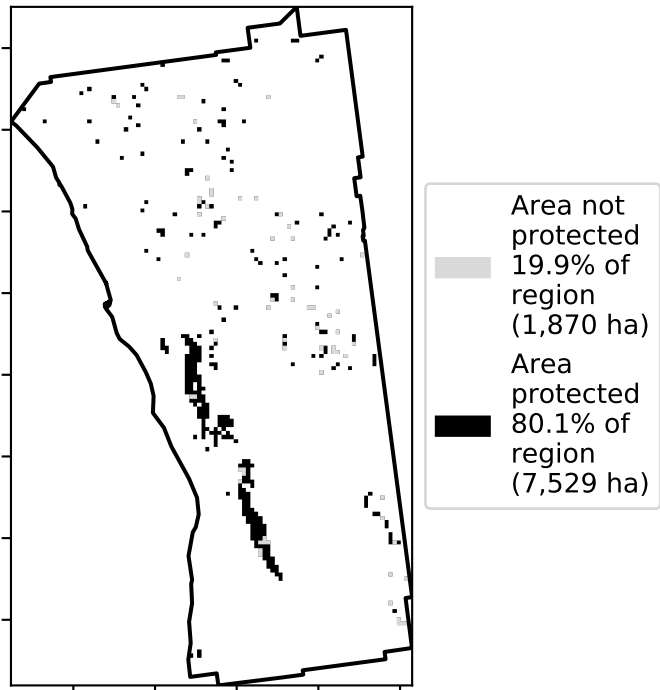 Area not
protected
19.9% of
region
(1,870 ha)
Area
protected
80.1% of
region
(7,529 ha)